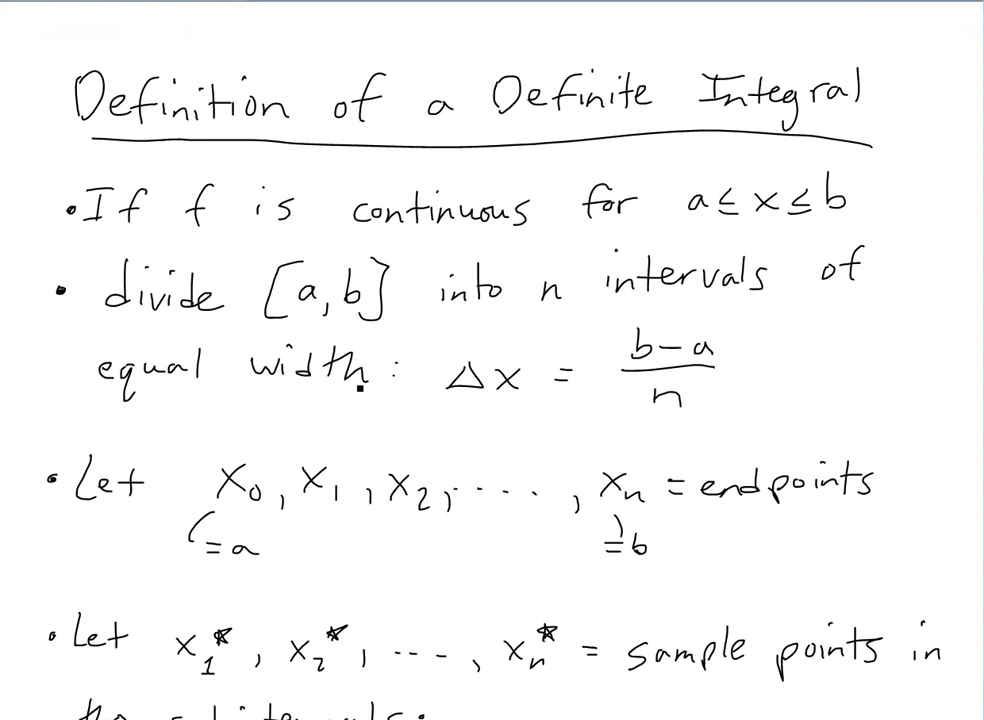 Definition of a Definite Integral
• If f is continuous for a ≤ x ≤ b
• divide [a, b] into n intervals of
equal width: Δx = (b - a)/n
• Let x₀, x₁, x₂, ...., xₙ = endpoints
(= a ) = b
• Let x₁*, x₂*, ..., xₙ* = sample points in